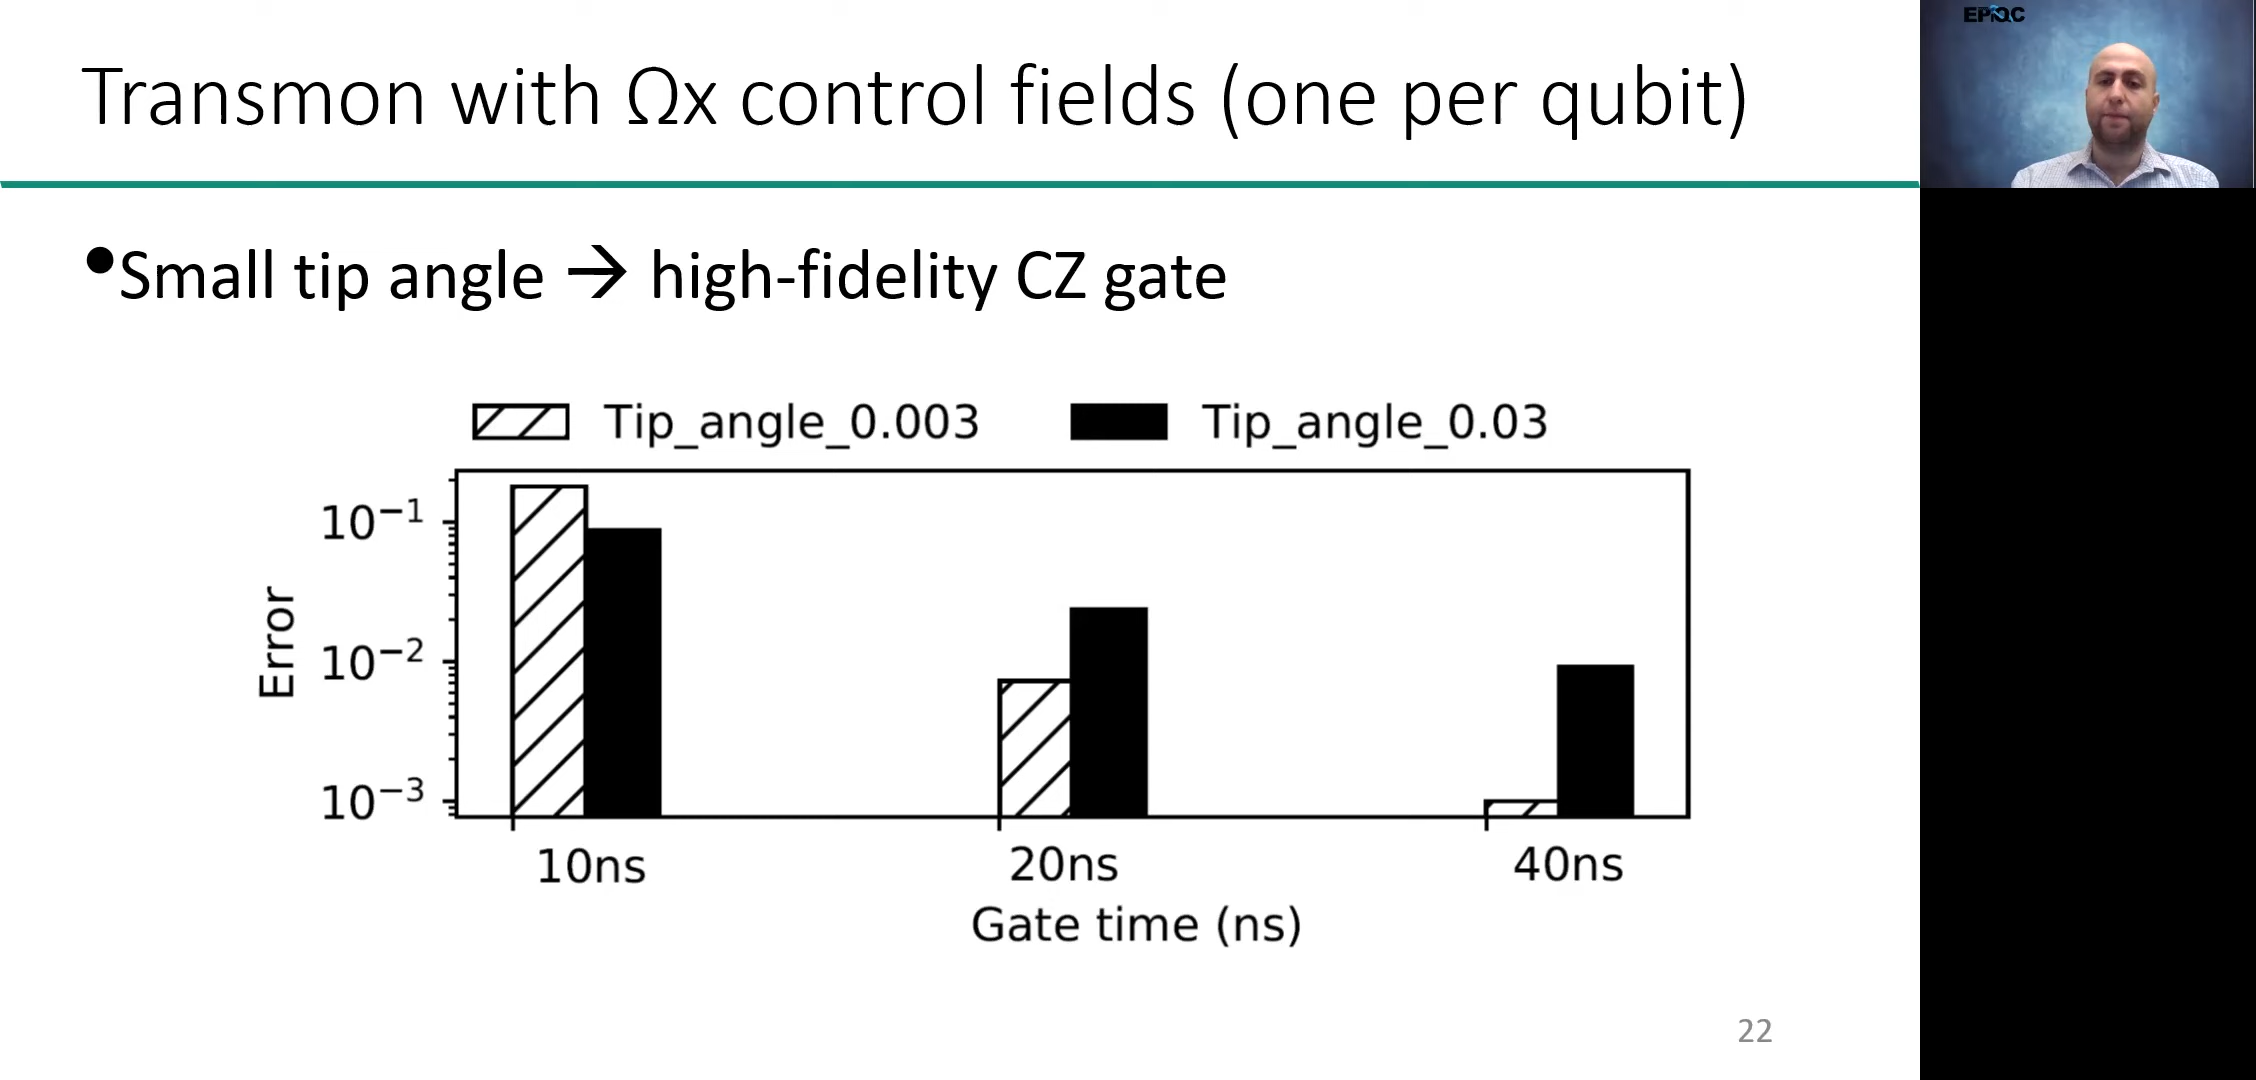 Transmon with Ωx control fields (one per qubit)
EPiQC
•Small tip angle → high-fidelity CZ gate
Tip_angle_0.003 Tip_angle_0.03
10⁻¹
10⁻²
10⁻³
Error
10ns 20ns 40ns
Gate time (ns)
22